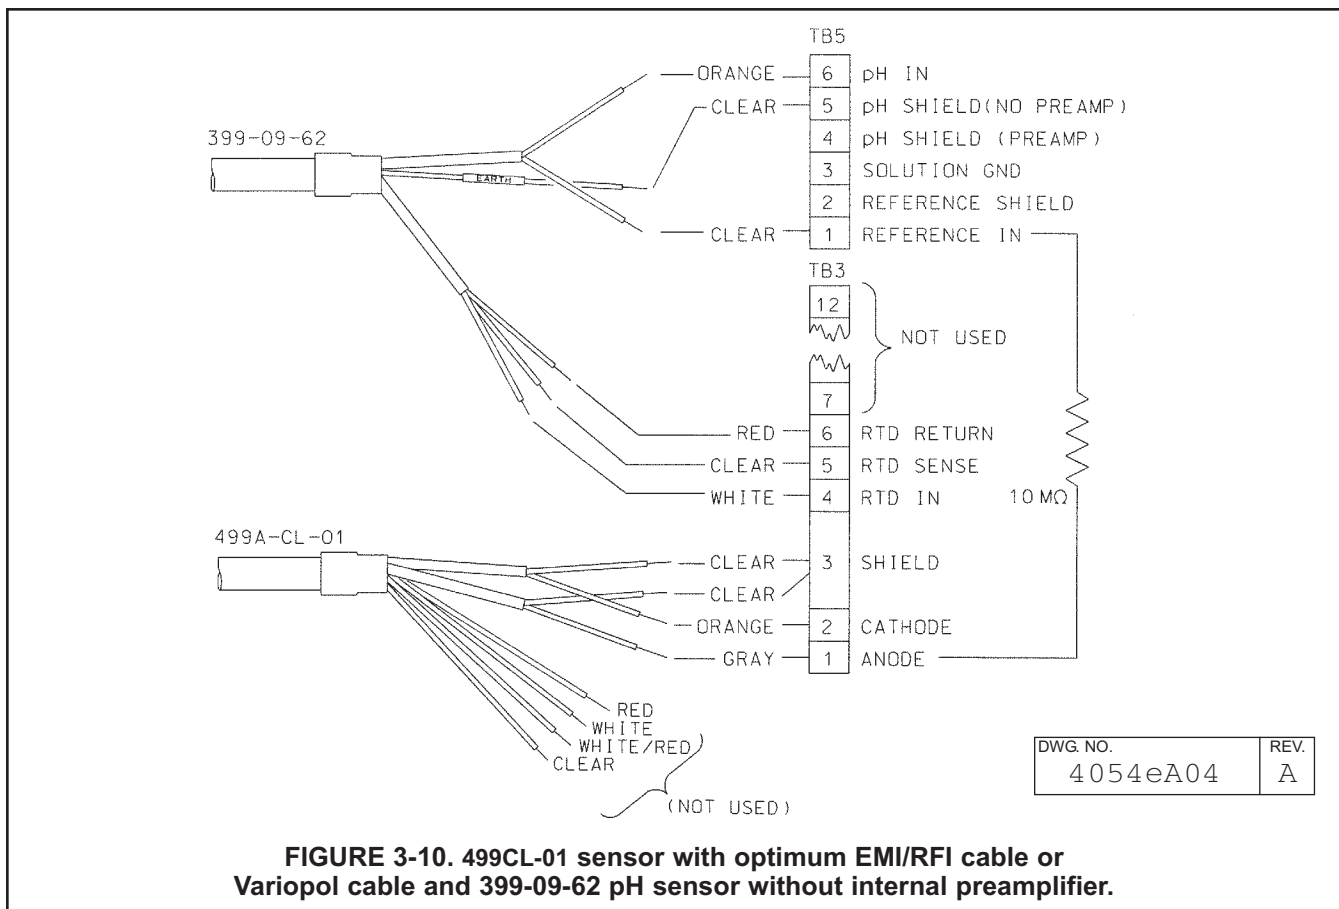 TB5
ORANGE 6 pH IN
CLEAR 5 pH SHIELD(NO PREAMP)
399-09-62
4 pH SHIELD (PREAMP)
3 SOLUTION GND
EARTH
2 REFERENCE SHIELD
CLEAR 1 REFERENCE IN
TB3
12
NOT USED
7
RED 6 RTD RETURN
CLEAR 5 RTD SENSE
WHITE 4 RTD IN 10 MΩ
499A-CL-01
CLEAR 3 SHIELD
CLEAR
ORANGE 2 CATHODE
GRAY 1 ANODE
RED
WHITE
WHITE/RED
CLEAR
(NOT USED)
DWG. NO. REV.
4054eA04 A
FIGURE 3-10. 499CL-01 sensor with optimum EMI/RFI cable or
Variopol cable and 399-09-62 pH sensor without internal preamplifier.